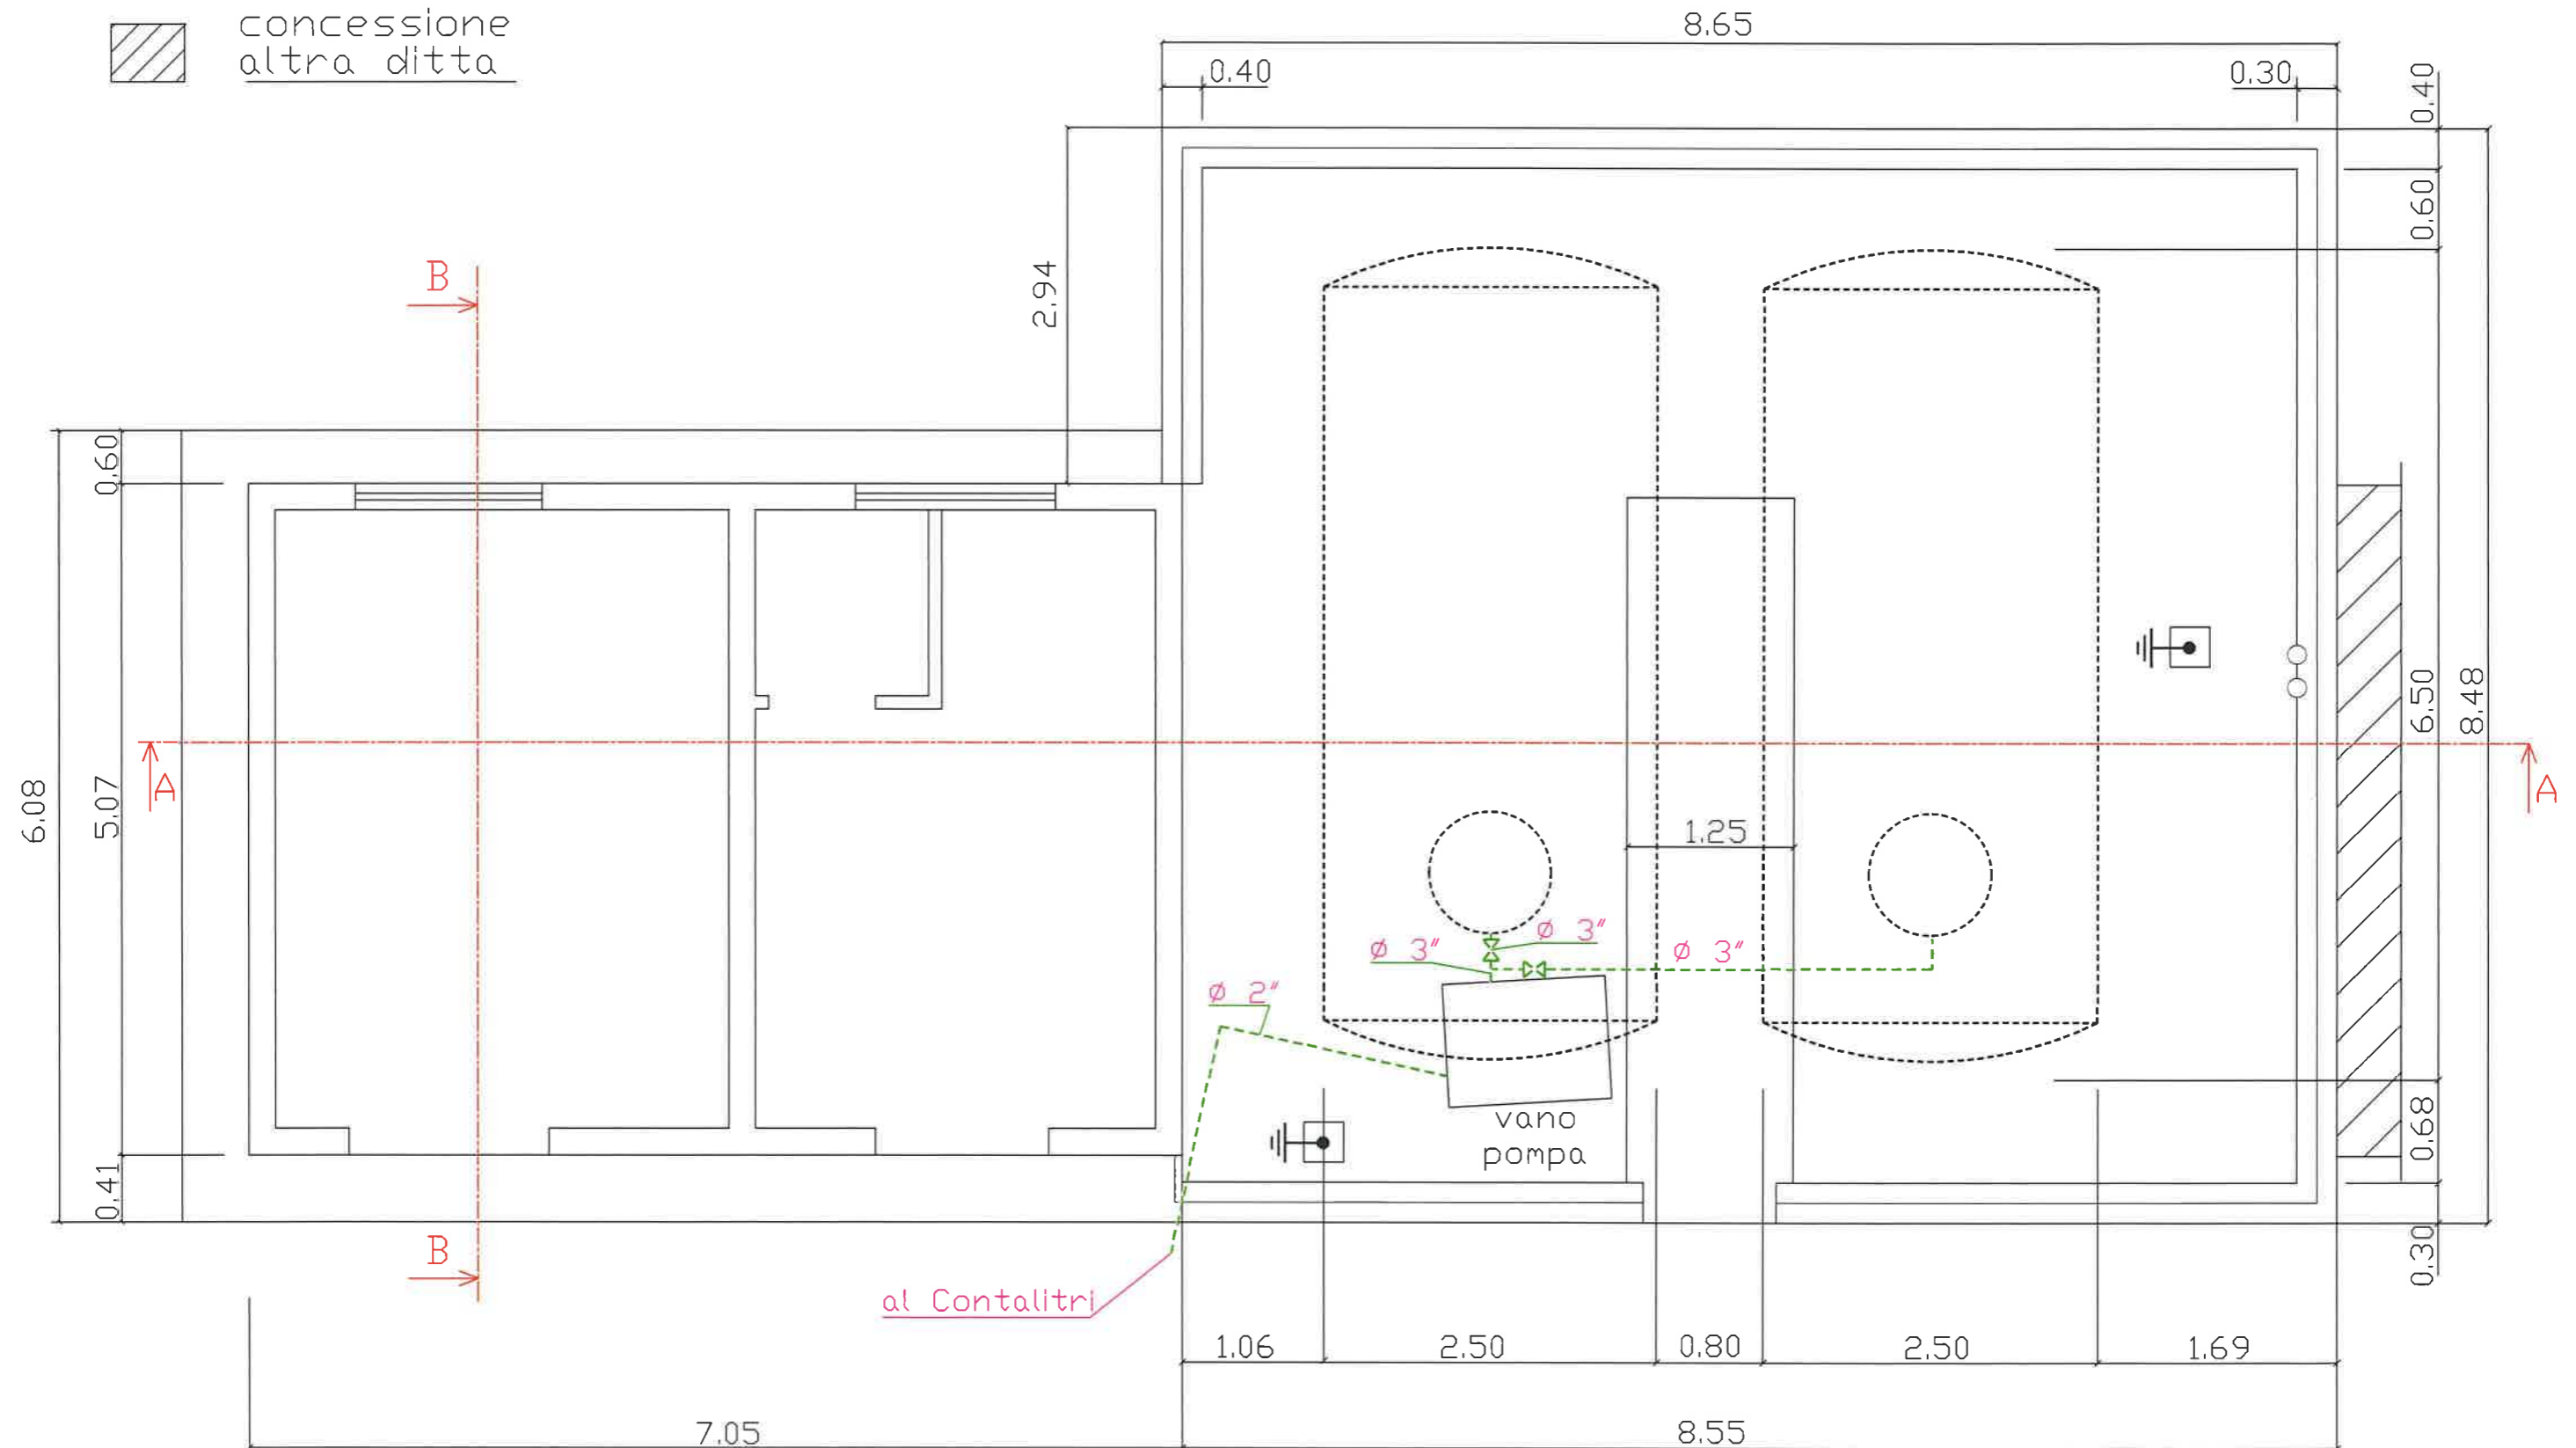 concessione
altra ditta
8.65
0.40
0.30
0.40
0.60
B
2.94
0.60
6.50
8.48
A
A
6.08
5.07
1.25
Ø 3"
Ø 3"
Ø 3"
Ø 2"
vano
pompa
0.68
0.41
0.30
B
al Contalitri
1.06
2.50
0.80
2.50
1.69
7.05
8.55